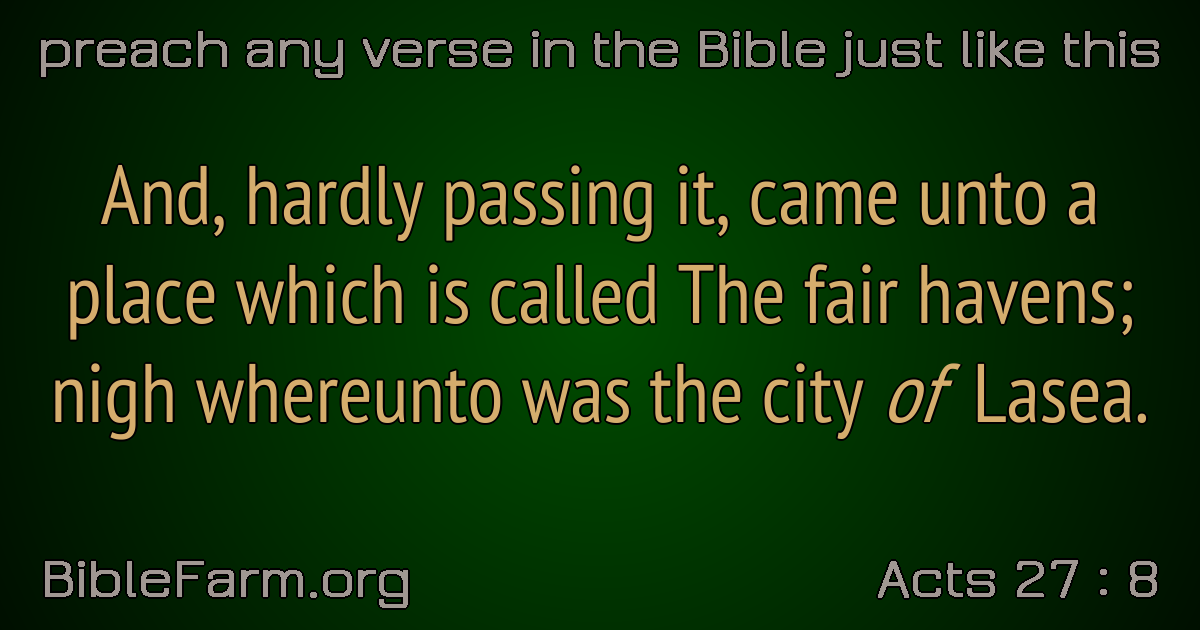 preach any verse in the Bible just like this
And, hardly passing it, came unto a
place which is called The fair havens;
nigh whereunto was the city of Lasea.
BibleFarm.org
Acts 27 : 8